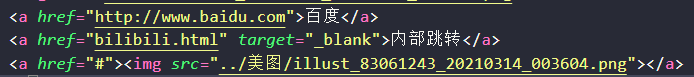 <a href="http://www.baidu.com">百度</a>
<a href="bilibili.html" target="_blank">内部跳转</a>
<a href="#"><img src="../美图/illust_83061243_20210314_003604.png"></a>